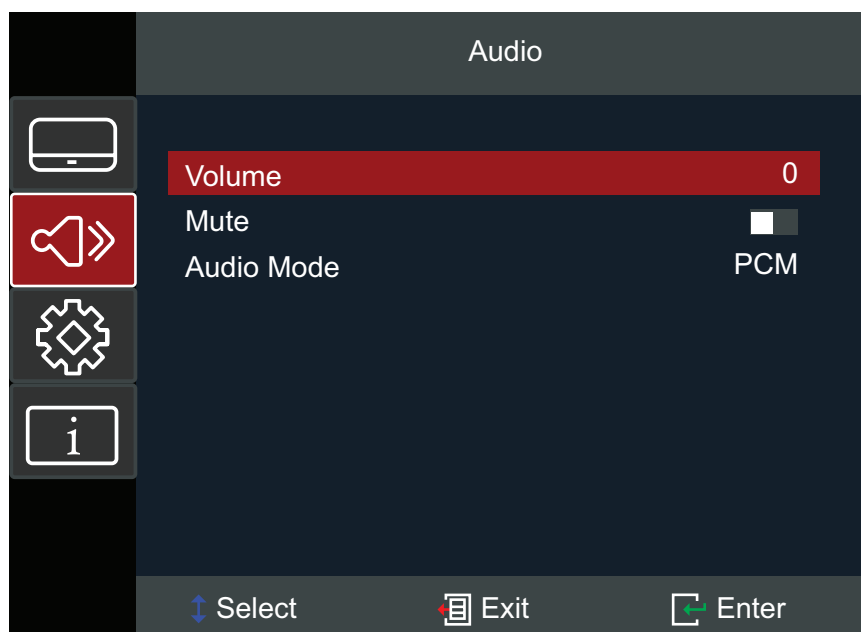 Audio
Volume 0
Mute
Audio Mode PCM
i
Select Exit Enter